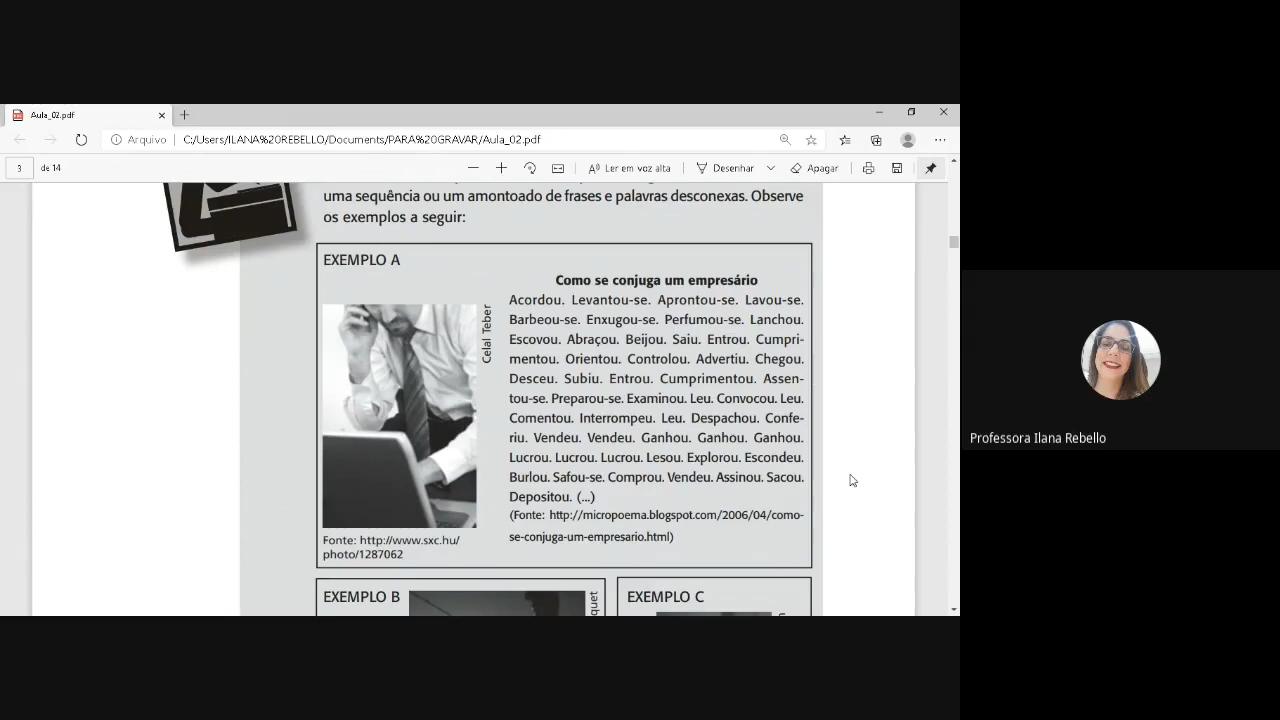 Aula_02.pdf
Arquivo
C:/Users/ILANA%20REBELLO/Documents/PARA%20GRAVAR/Aula_02.pdf
3 de 14
Ler em voz alta
Desenhar
Apagar
uma sequência ou um amontoado de frases e palavras desconexas. Observe
os exemplos a seguir:
EXEMPLO A
Celal Teber
Fonte: http://www.sxc.hu/
photo/1287062
Como se conjuga um empresário
Acordou. Levantou-se. Aprontou-se. Lavou-se.
Barbeou-se. Enxugou-se. Perfumou-se. Lanchou.
Escovou. Abraçou. Beijou. Saiu. Entrou. Cumpri-
mentou. Orientou. Controlou. Advertiu. Chegou.
Desceu. Subiu. Entrou. Cumprimentou. Assen-
tou-se. Preparou-se. Examinou. Leu. Convocou. Leu.
Comentou. Interrompeu. Leu. Despachou. Confe-
riu. Vendeu. Vendeu. Ganhou. Ganhou. Ganhou.
Lucrou. Lucrou. Lucrou. Lesou. Explorou. Escondeu.
Burlou. Safou-se. Comprou. Vendeu. Assinou. Sacou.
Depositou. (...)
(Fonte: http://micropoema.blogspot.com/2006/04/como-
se-conjuga-um-empresario.html)
EXEMPLO B
EXEMPLO C
Professora Ilana Rebello